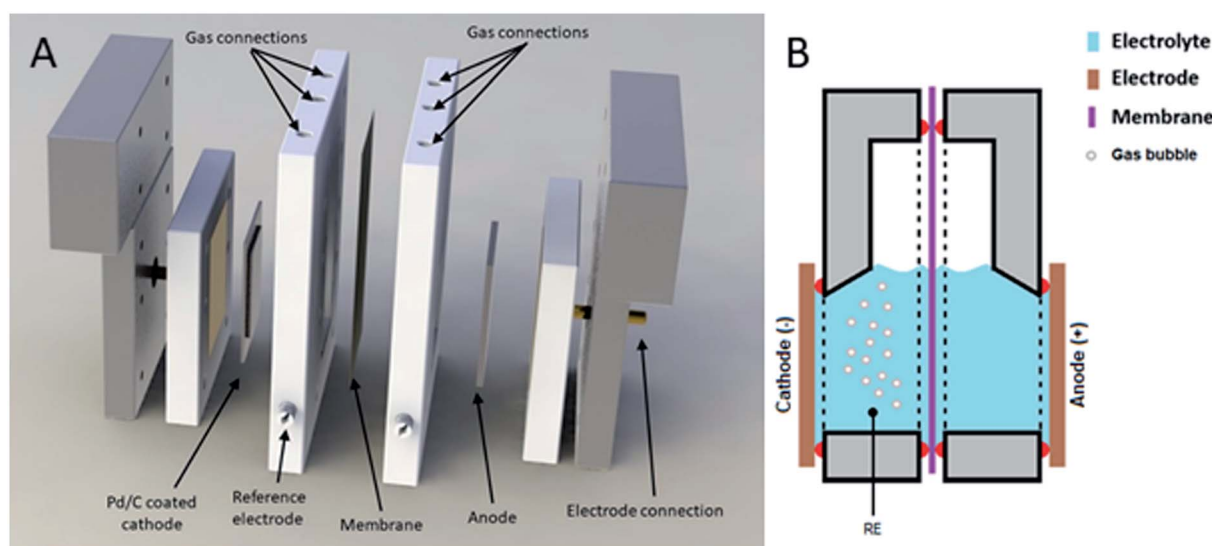 A
Gas connections
Gas connections
Pd/C coated
cathode
Reference
electrode
Membrane
Anode
Electrode connection
B
Electrolyte
Electrode
Membrane
Gas bubble
Cathode (-)
Anode (+)
RE